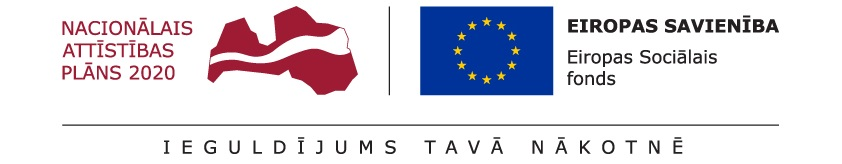 NACIONĀLAIS
ATTĪSTĪBAS
PLĀNS 2020
EIROPAS SAVIENĪBA
Eiropas Sociālais
fonds
IEGULDĪJUMS TAVĀ NĀKOTNĒ